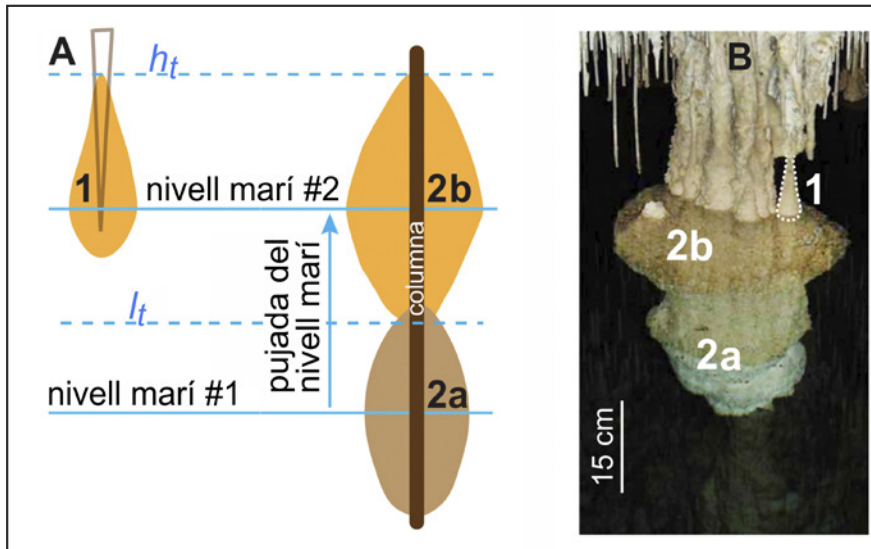 A
h_t
1
nivell marí #2
2b
columna
pujada del
nivell marí
l_t
nivell marí #1
2a
B
1
2b
2a
15 cm